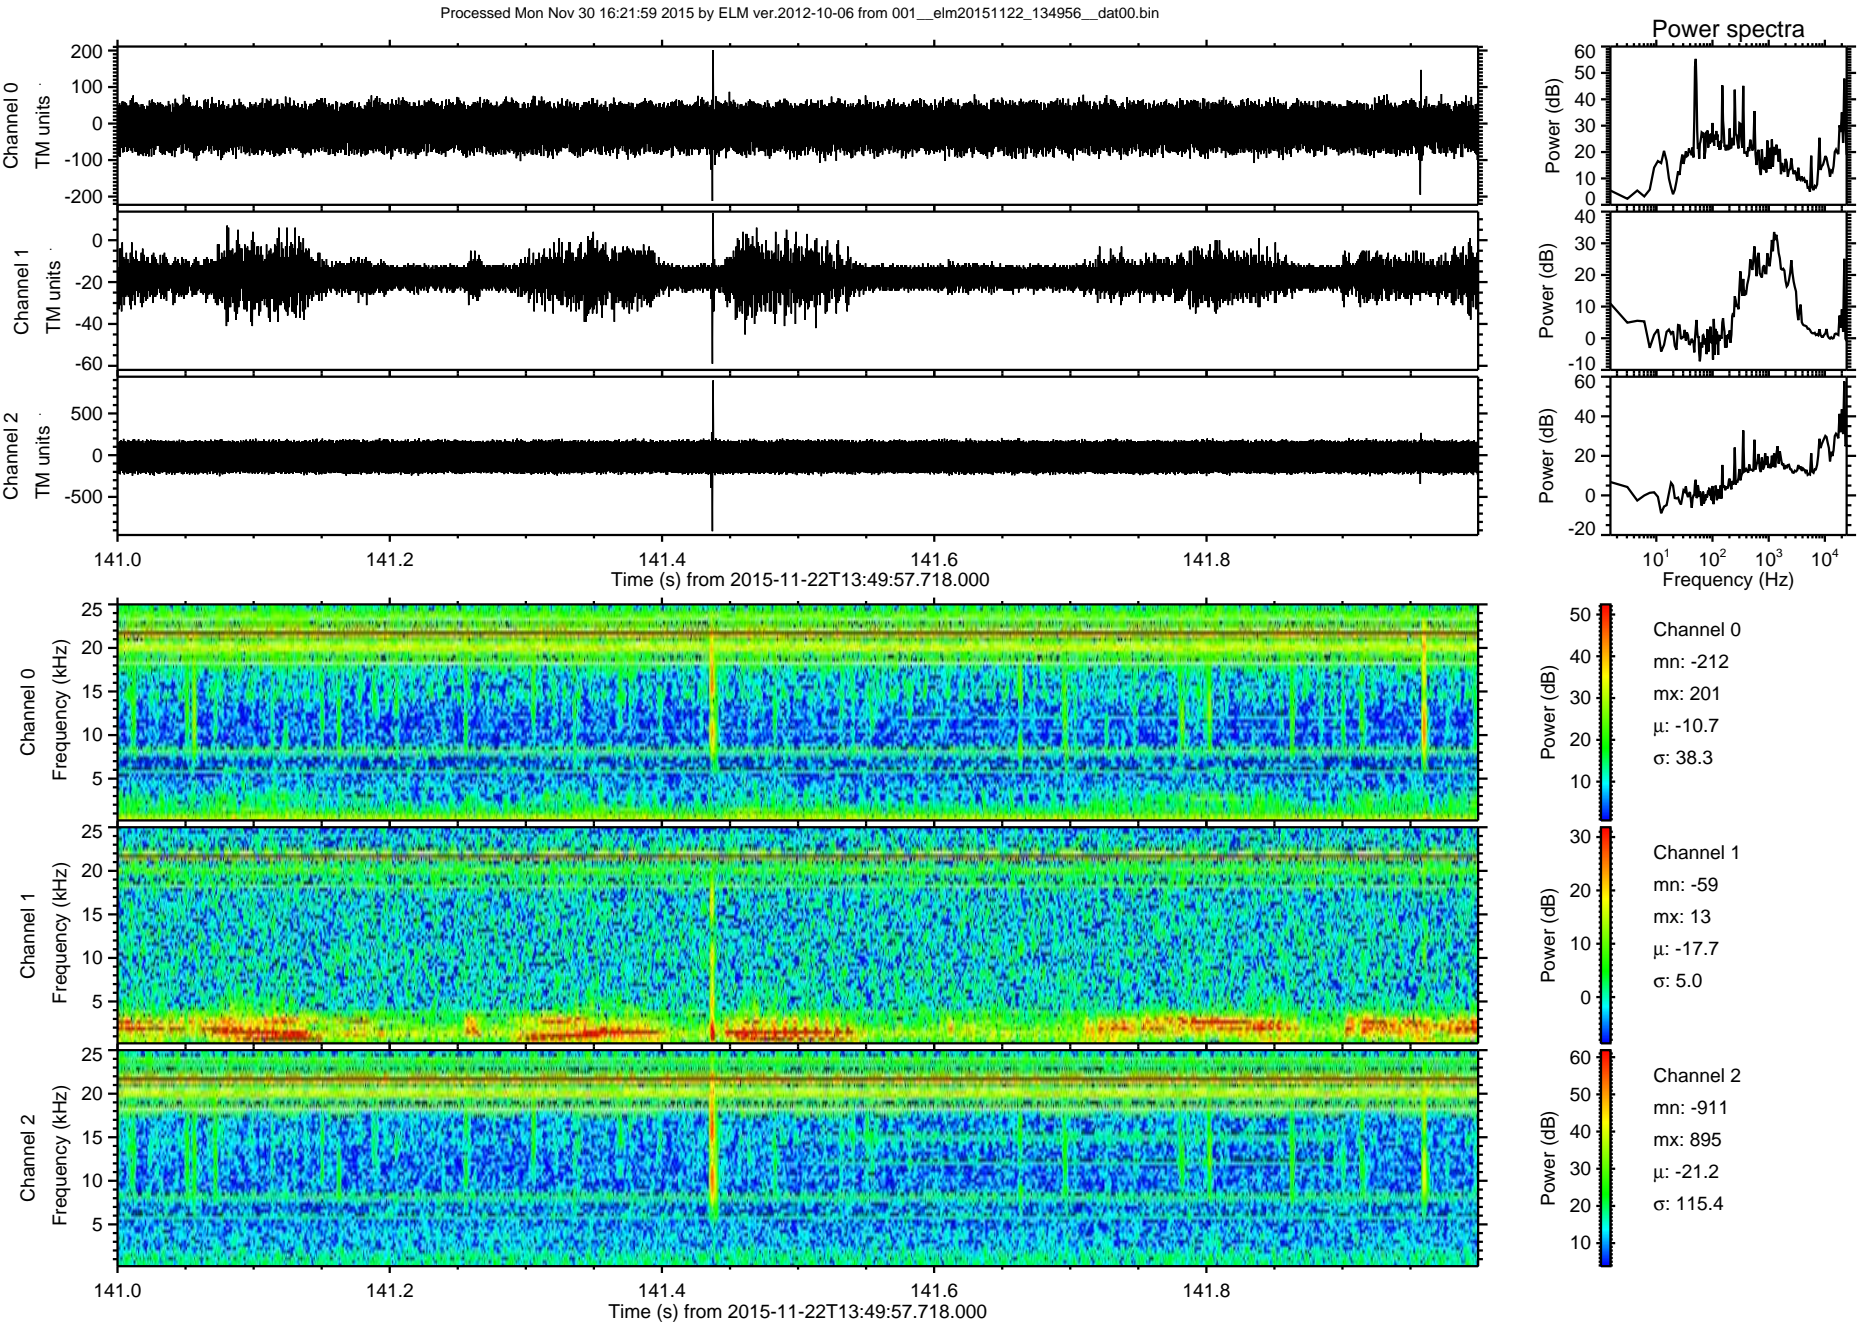 Processed Mon Nov 30 16:21:59 2015 by ELM ver.2012-10-06 from 001__elm20151122_134956__dat00.bin
Power spectra
Channel 0
TM units
200
100
0
-100
-200
Power (dB)
60
50
40
30
20
10
0
Channel 1
TM units
0
-20
-40
-60
Power (dB)
40
30
20
10
0
-10
Channel 2
TM units
500
0
-500
Power (dB)
60
40
20
0
-20
141.0 141.2 141.4 141.6 141.8
Time (s) from 2015-11-22T13:49:57.718.000
10¹ 10² 10³ 10⁴
Frequency (Hz)
Channel 0
Frequency (kHz)
25
20
15
10
5
Power (dB)
50
40
30
20
10
Channel 0
mn: -212
mx: 201
μ: -10.7
σ: 38.3
Channel 1
Frequency (kHz)
25
20
15
10
5
Power (dB)
30
20
10
0
Channel 1
mn: -59
mx: 13
μ: -17.7
σ: 5.0
Channel 2
Frequency (kHz)
25
20
15
10
5
Power (dB)
60
50
40
30
20
10
Channel 2
mn: -911
mx: 895
μ: -21.2
σ: 115.4
141.0 141.2 141.4 141.6 141.8
Time (s) from 2015-11-22T13:49:57.718.000